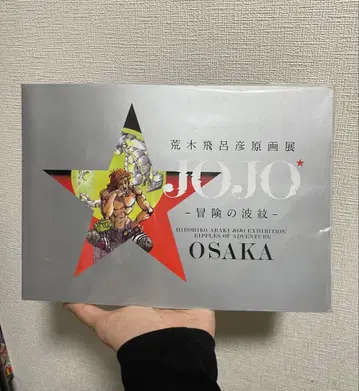 荒木飛呂彦原画展
JOJO
-冒険の波紋-
HIROHIKO ARAKI JOJO EXHIBITION
RIPPLES OF ADVENTURE
OSAKA